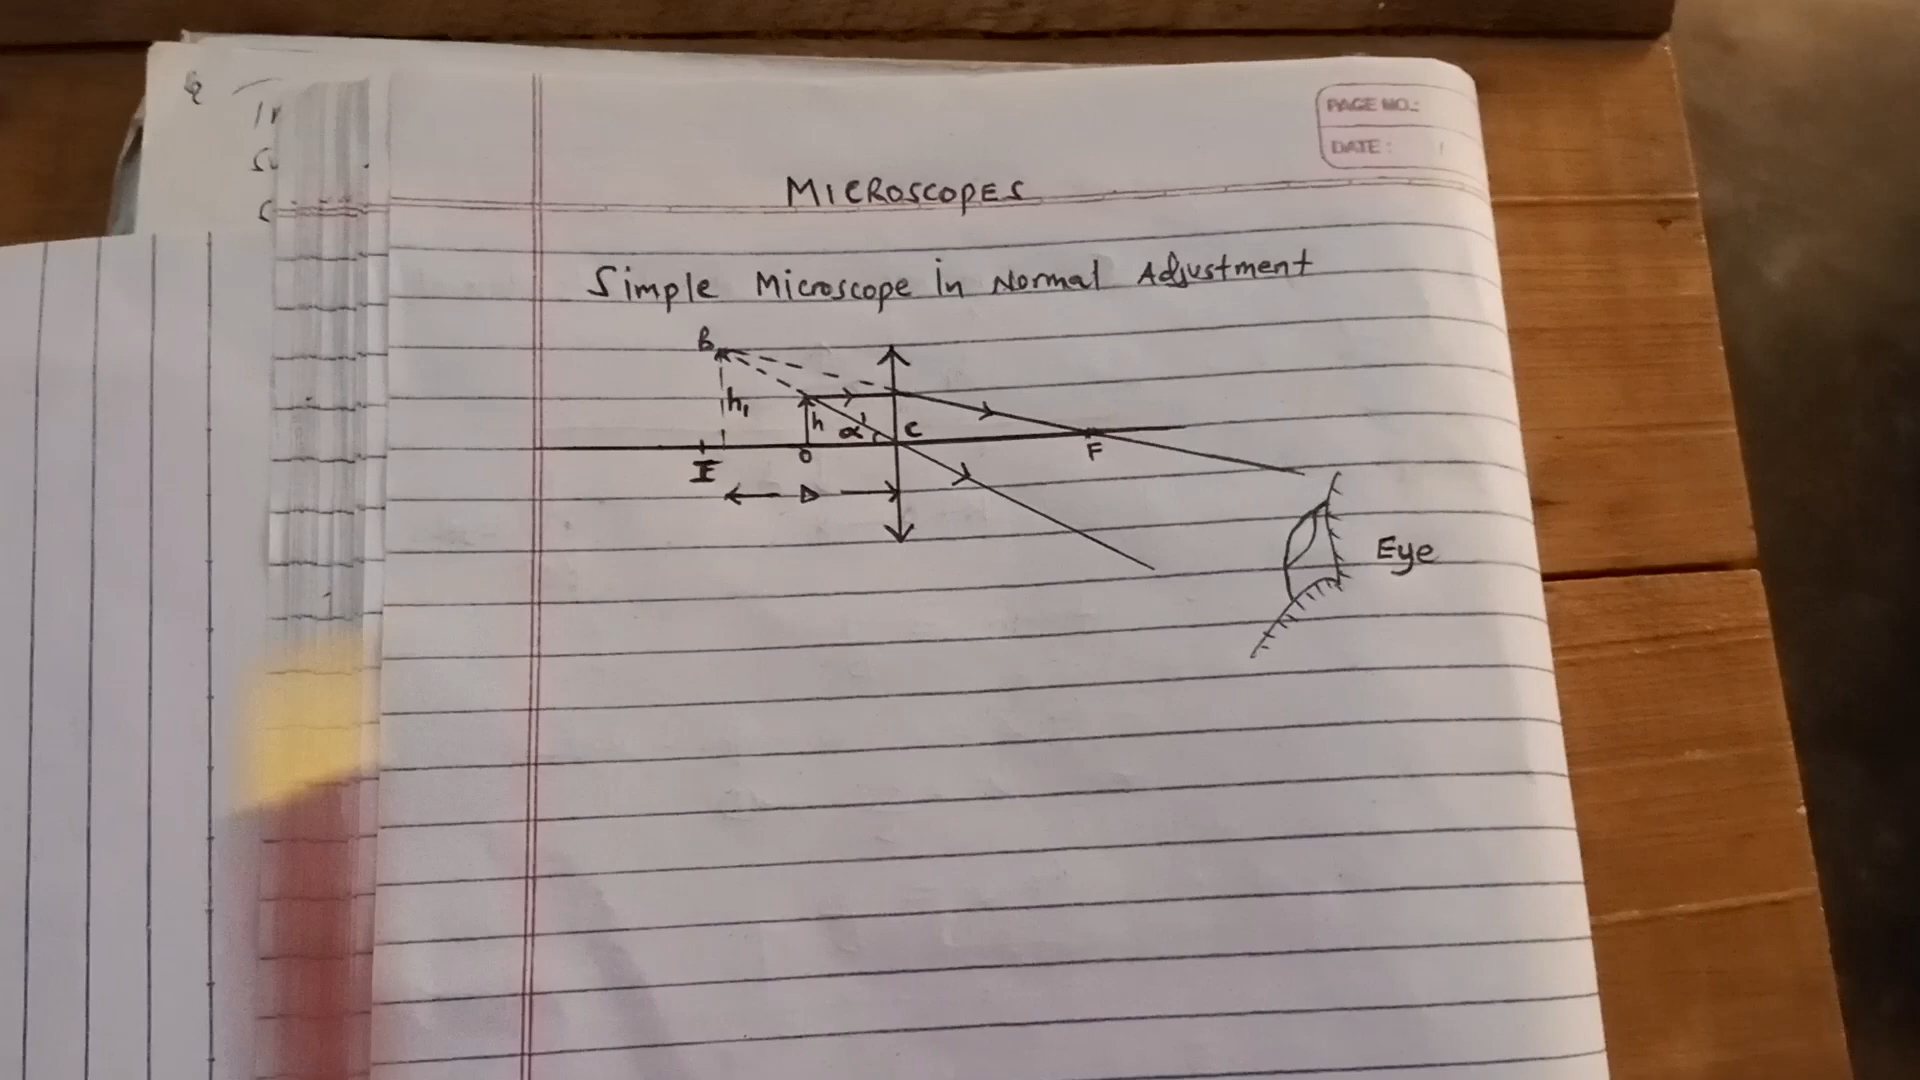 PAGE NO.:
DATE:
MICROSCOPES
Simple Microscope in Normal Adjustment
B
h₁
h
α'
C
I
O
F
D
Eye